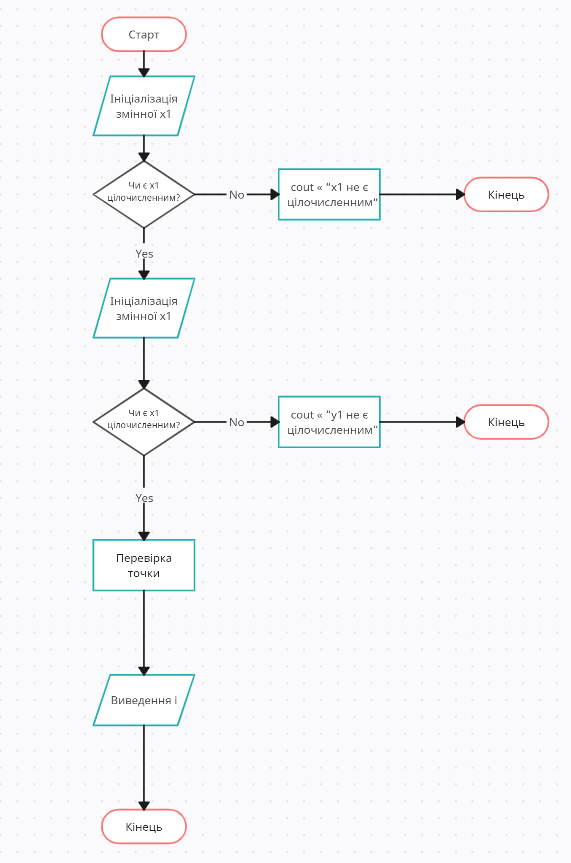 Старт
Ініціалізація
змінної x1
Чи є x1
цілочисленним?
No
cout « “x1 не є
цілочисленним“
Кінець
Yes
Ініціалізація
змінної x1
Чи є x1
цілочисленним?
No
cout « “y1 не є
цілочисленним“
Кінець
Yes
Перевірка
точки
Виведення і
Кінець